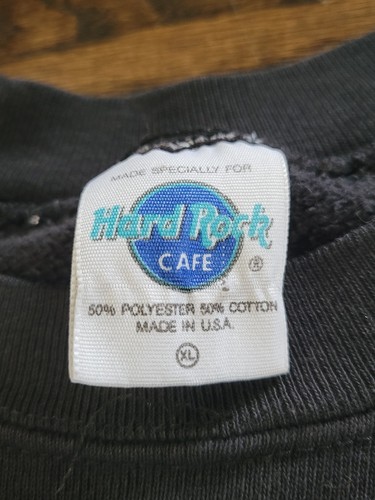 MADE SPECIALLY FOR
Hard Rock
CAFE ®
50% POLYESTER 50% COTTON
MADE IN U.S.A.
XL